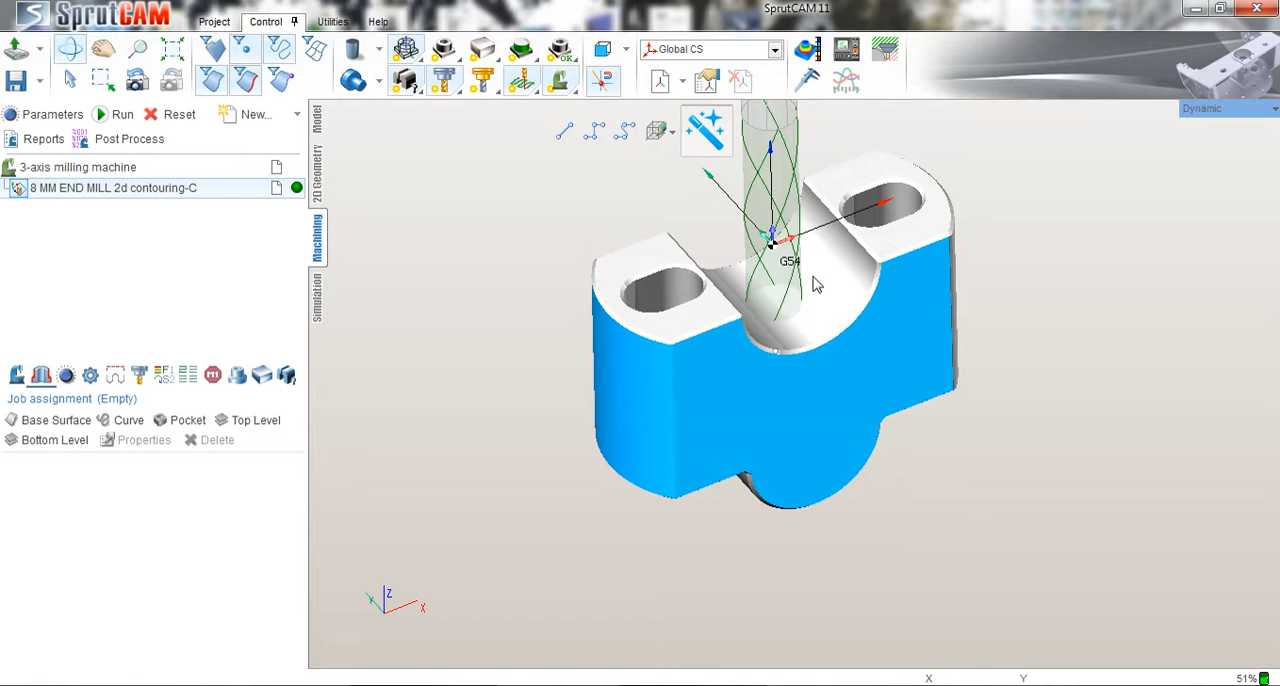 SprutCAM
SprutCAM 11
Project Control Utilities Help
Global CS
Parameters Run Reset New...
Reports Post Process
3-axis milling machine
8 MM END MILL 2d contouring-C
Model
2D Geometry
Machining
Simulation
Dynamic
G54
Job assignment (Empty)
Base Surface Curve Pocket Top Level
Bottom Level Properties Delete
Z
Y
X
X Y 51%